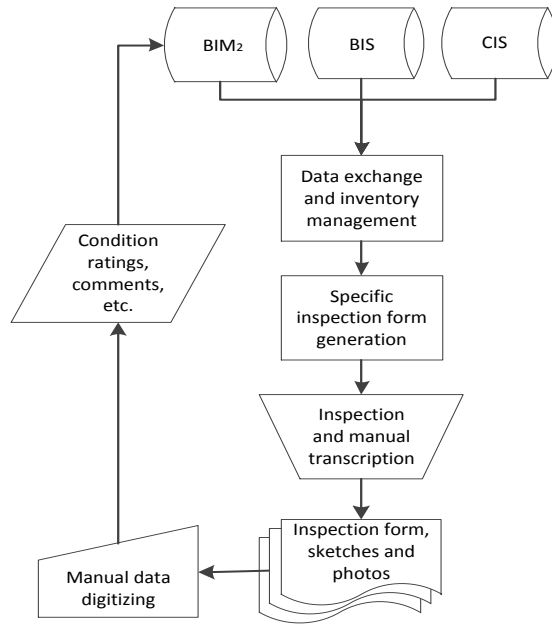 BIM₂
BIS
CIS
Data exchange
and inventory
management
Specific
inspection form
generation
Inspection
and manual
transcription
Inspection form,
sketches and
photos
Manual data
digitizing
Condition
ratings,
comments,
etc.